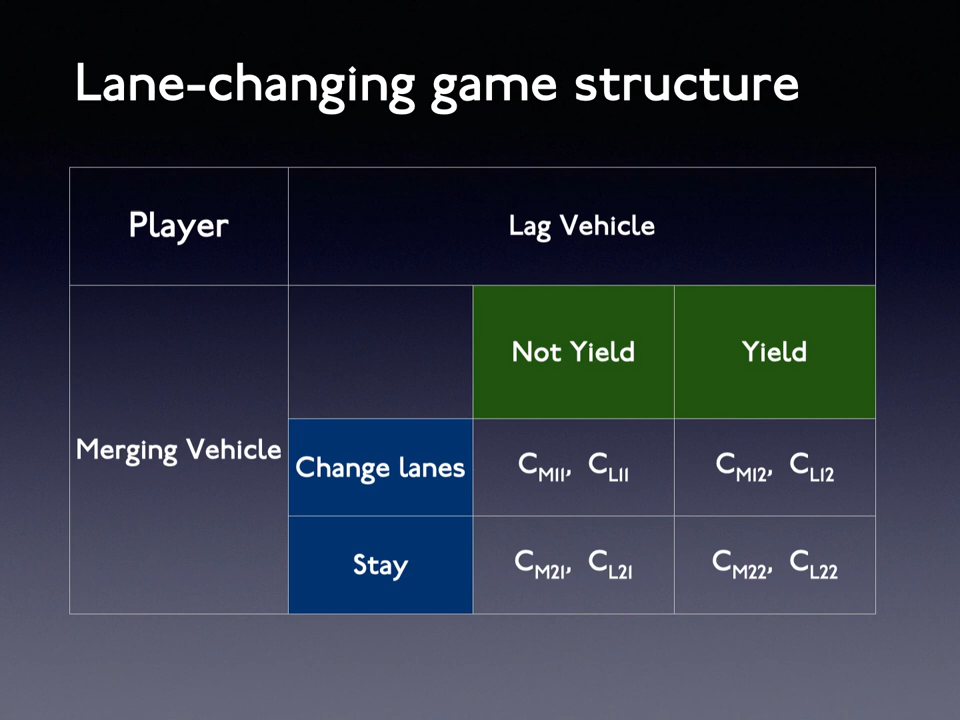 Lane-changing game structure
Player
Lag Vehicle
Not Yield
Yield
Merging Vehicle
Change lanes
C_M11, C_L11
C_M12, C_L12
Stay
C_M21, C_L21
C_M22, C_L22